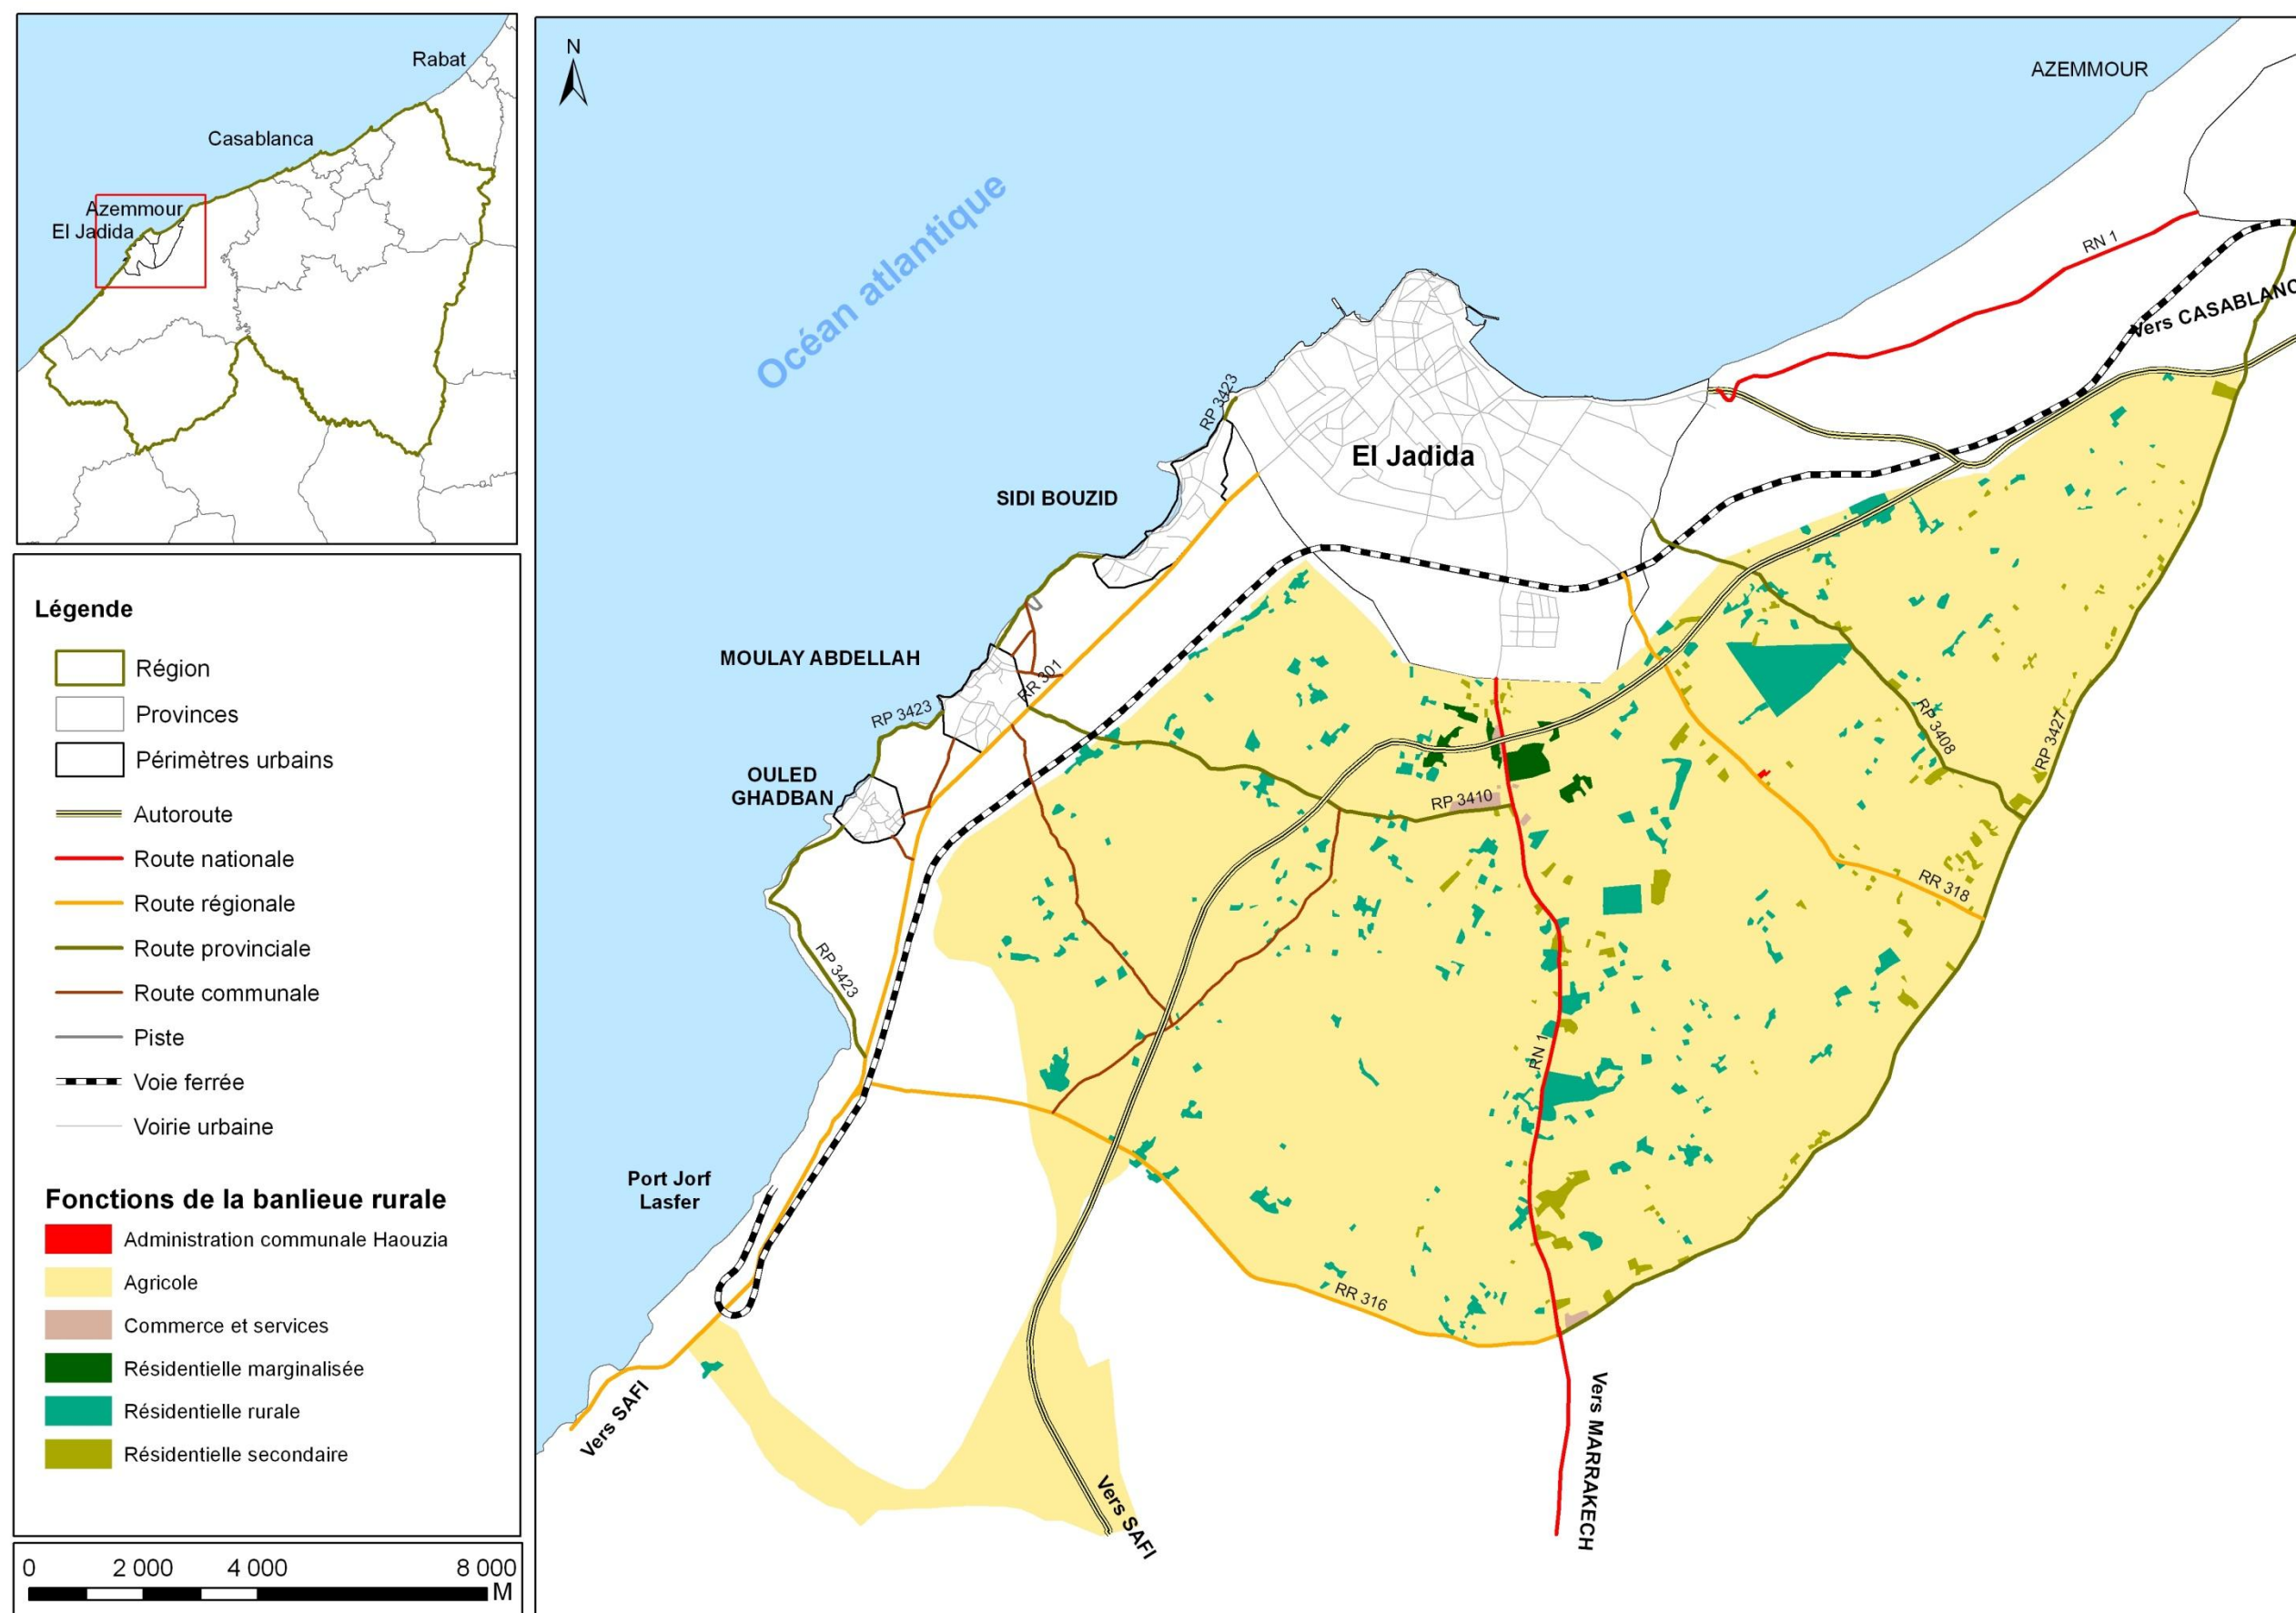 Rabat
Casablanca
Azemmour
El Jadida
Légende
Région
Provinces
Périmètres urbains
Autoroute
Route nationale
Route régionale
Route provinciale
Route communale
Piste
Voie ferrée
Voirie urbaine
Fonctions de la banlieue rurale
Administration communale Haouzia
Agricole
Commerce et services
Résidentielle marginalisée
Résidentielle rurale
Résidentielle secondaire
0 2 000 4 000 8 000
M
N
AZEMMOUR
Océan atlantique
RN 1
Vers CASABLANC
RP 3423
El Jadida
SIDI BOUZID
MOULAY ABDELLAH
RR 301
RP 3423
OULED
GHADBAN
RP 3410
RP 3408
RP 3427
RR 318
RP 3423
RN 1
Port Jorf
Lasfer
RR 316
Vers SAFI
Vers SAFI
Vers MARRAKECH